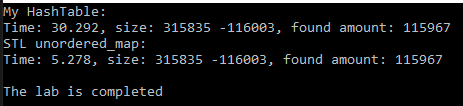 My HashTable:
Time: 30.292, size: 315835 -116003, found amount: 115967
STL unordered_map:
Time: 5.278, size: 315835 -116003, found amount: 115967
The lab is completed